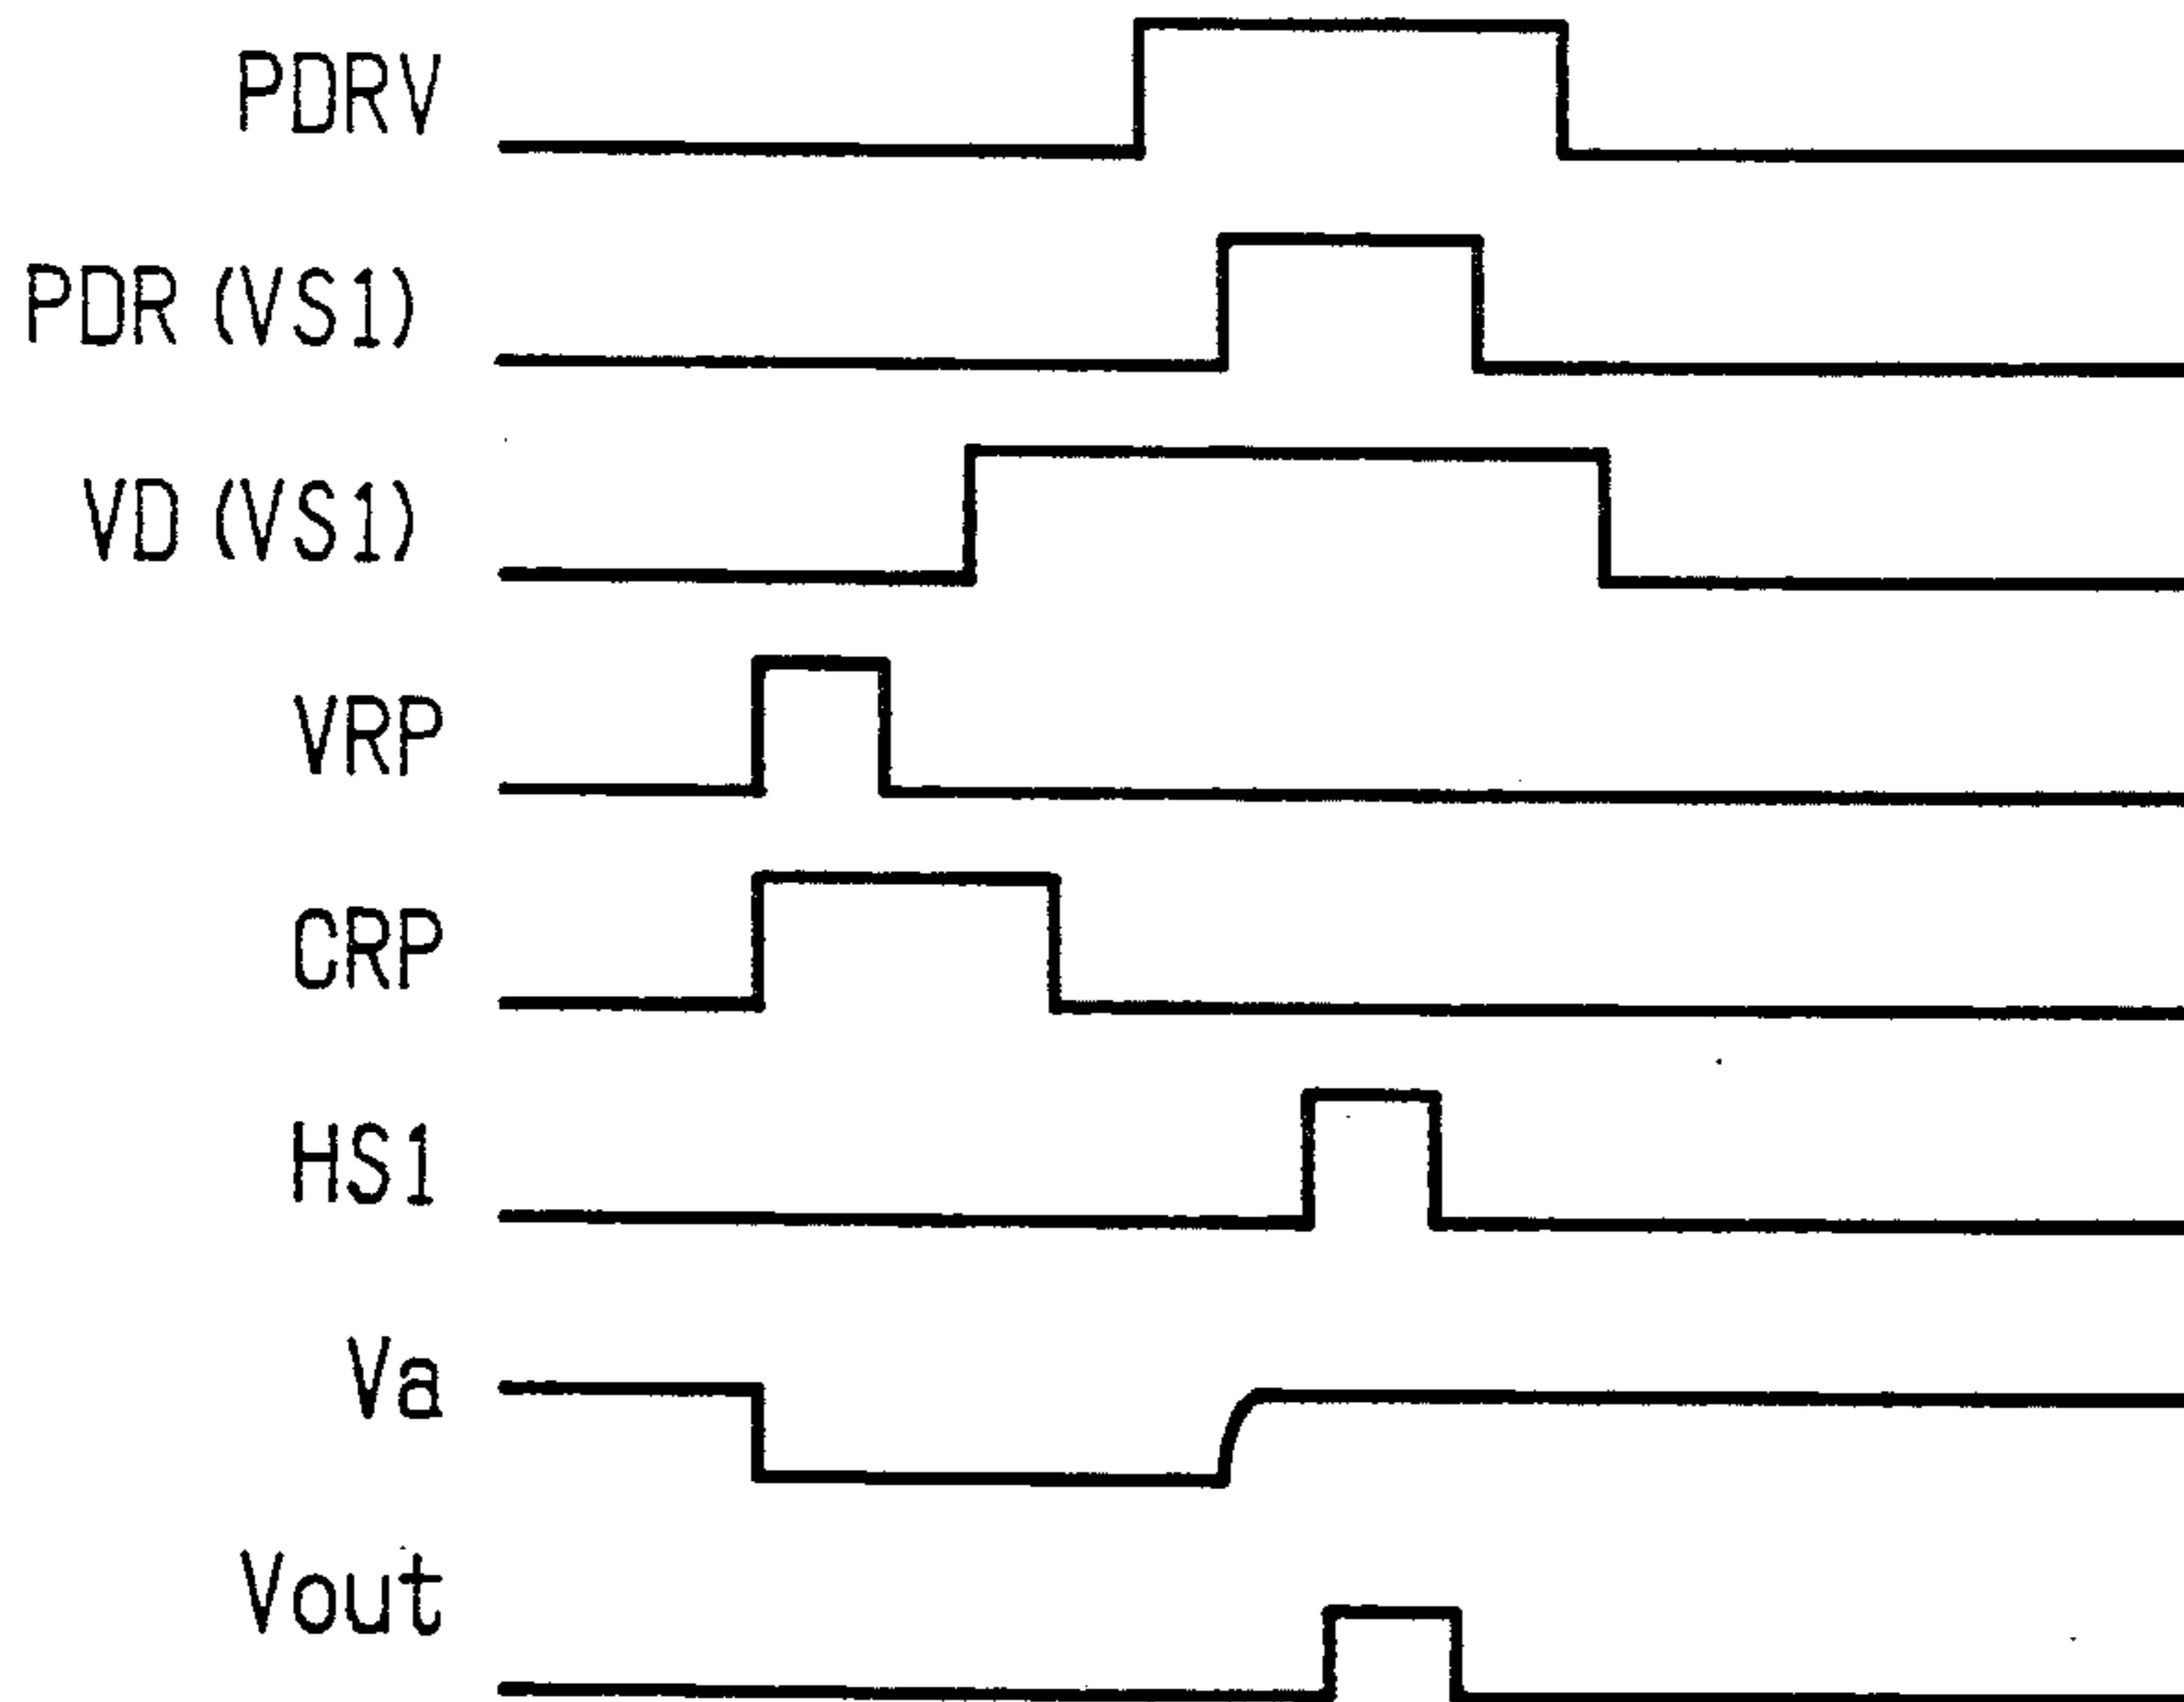 PDRV
PDR (VS1)
VD (VS1)
VRP
CRP
HS1
Va
Vout